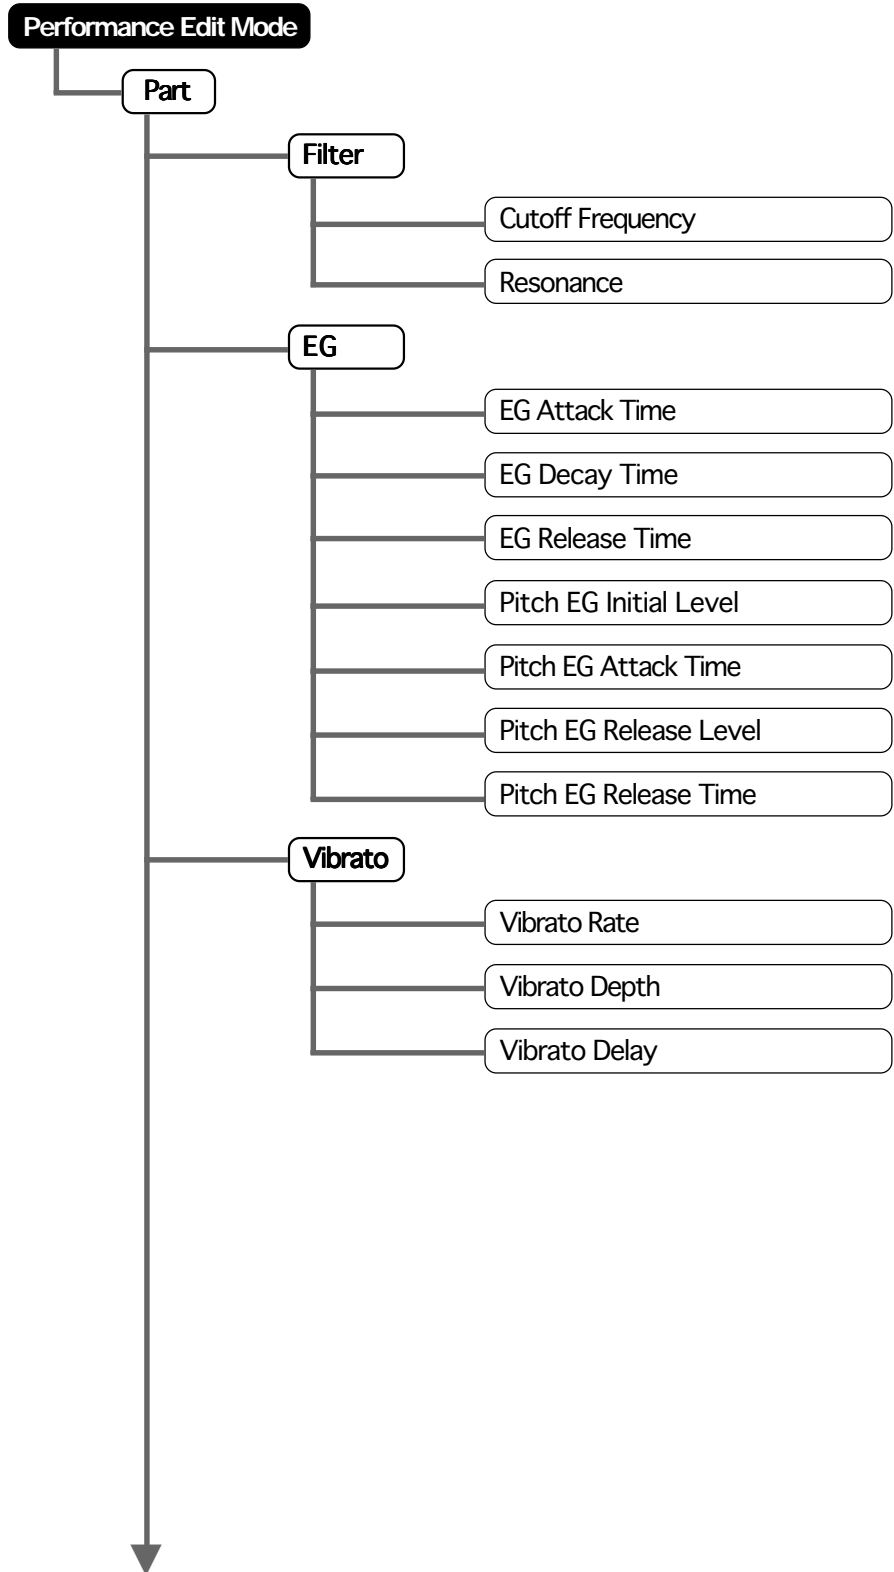 Performance Edit Mode
Part
Filter
Cutoff Frequency
Resonance
EG
EG Attack Time
EG Decay Time
EG Release Time
Pitch EG Initial Level
Pitch EG Attack Time
Pitch EG Release Level
Pitch EG Release Time
Vibrato
Vibrato Rate
Vibrato Depth
Vibrato Delay